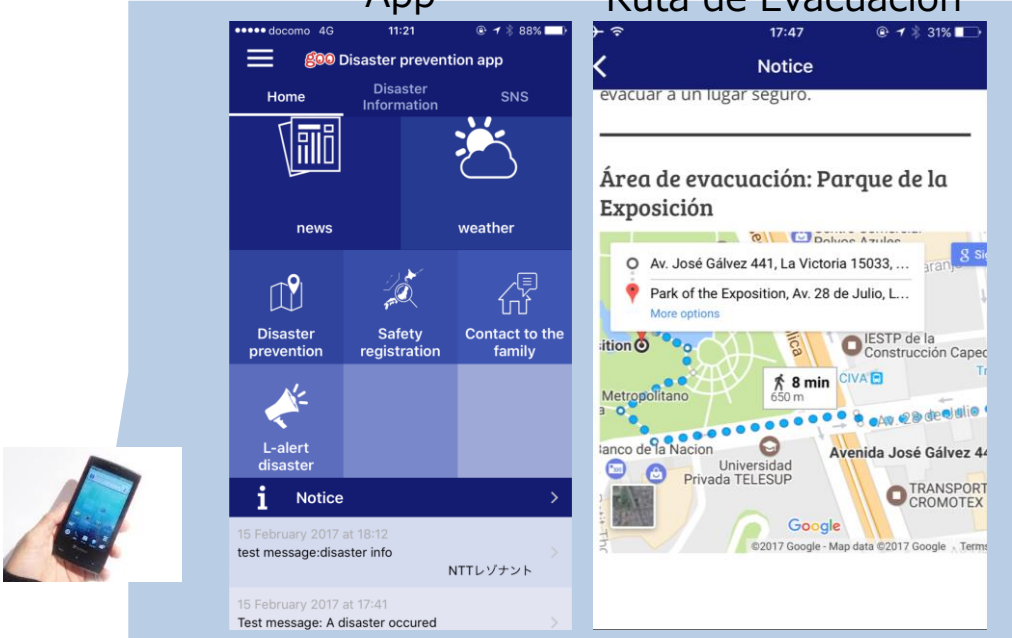 App
Ruta de Evacuación
docomo 4G 11:21 88%
goo Disaster prevention app
Home
Disaster
Information
SNS
news
weather
Disaster
prevention
Safety
registration
Contact to the
family
L-alert
disaster
i Notice >
15 February 2017 at 18:12
test message:disaster info
NTTレゾナント
15 February 2017 at 17:41
Test message: A disaster occured
17:47 31%
Notice
evacuar a un lugar seguro.
Área de evacuación: Parque de la
Exposición
Polvos Azules
Av. José Gálvez 441, La Victoria 15033, ...
Park of the Exposition, Av. 28 de Julio, L...
More options
IESTP de la
Construcción Capec
CIVA
8 min
650 m
Metropolitano
Av. 28 de Julio
Banco de la Nacion
Avenida José Gálvez 44
Universidad
Privada TELESUP
TRANSPORT
CROMOTEX
Google
©2017 Google - Map data ©2017 Google Terms